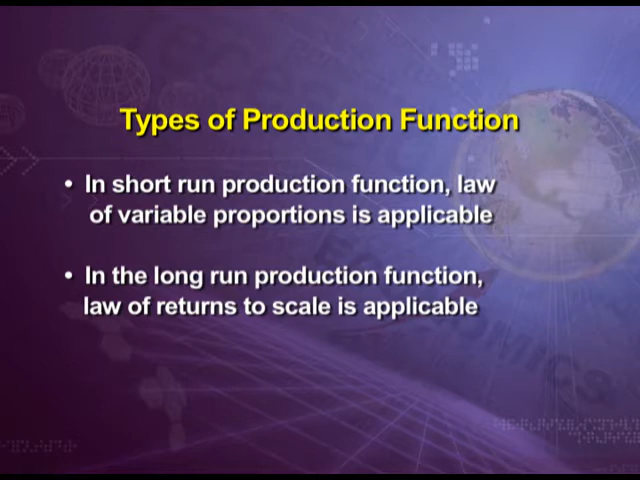 Types of Production Function
• In short run production function, law
of variable proportions is applicable
• In the long run production function,
law of returns to scale is applicable